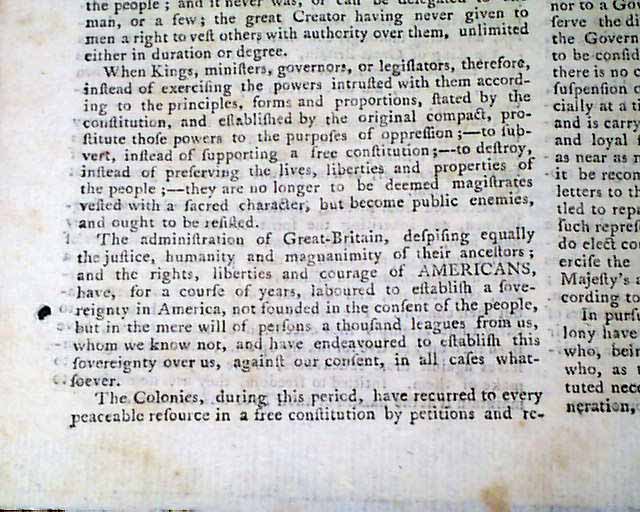 the people ; and it never was, or can be delegated to one
man, or a few ; the great Creator having never given to
men a right to veſt others with authority over them, unlimited
either in duration or degree.
When Kings, miniſters, governors, or legiſlators, therefore,
inſtead of exerciſing the powers intruſted with them accord-
ing to the principles, forms and proportions, ſtated by the
conſtitution, and eſtabliſhed by the original compact, pro-
ſtitute thoſe powers to the purpoſes of oppreſſion ;—to ſub-
vert, inſtead of ſupporting a free conſtitution ;—to deſtroy,
inſtead of preſerving the lives, liberties and properties of
the people ;—they are no longer to be deemed magiſtrates
veſted with a ſacred character, but become public enemies,
and ought to be reſiſted.
The adminiſtration of Great-Britain, deſpiſing equally
the juſtice, humanity and magnanimity of their anceſtors ;
and the rights, liberties and courage of AMERICANS,
have, for a courſe of years, laboured to eſtabliſh a ſove-
reignty in America, not founded in the conſent of the people,
but in the mere will of perſons a thouſand leagues from us,
whom we know not, and have endeavoured to eſtabliſh this
ſovereignty over us, againſt our conſent, in all caſes what-
ſoever.
The Colonies, during this period, have recurred to every
peaceable reſource in a free conſtitution by petitions and re-
nor to a Go
ſerve the di
the Govern
to be conſid
there is no o
ſuſpenſion o
cially at a ti
and is carry
and loyal ſ
as near as m
it be recom
letters to th
tled to repr
ſuch repreſ
do elect co
erciſe the
Majeſty's a
cording to
In purſu
lony have
who, bein
who, as t
tuted nece
neration,